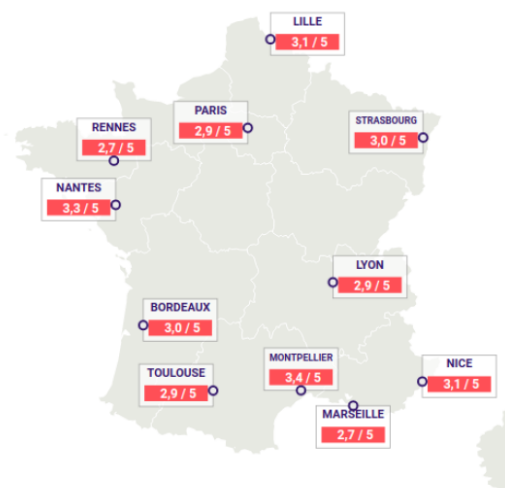 LILLE
3,1 / 5
PARIS
2,9 / 5
STRASBOURG
3,0 / 5
RENNES
2,7 / 5
NANTES
3,3 / 5
LYON
2,9 / 5
BORDEAUX
3,0 / 5
MONTPELLIER
3,4 / 5
NICE
3,1 / 5
TOULOUSE
2,9 / 5
MARSEILLE
2,7 / 5